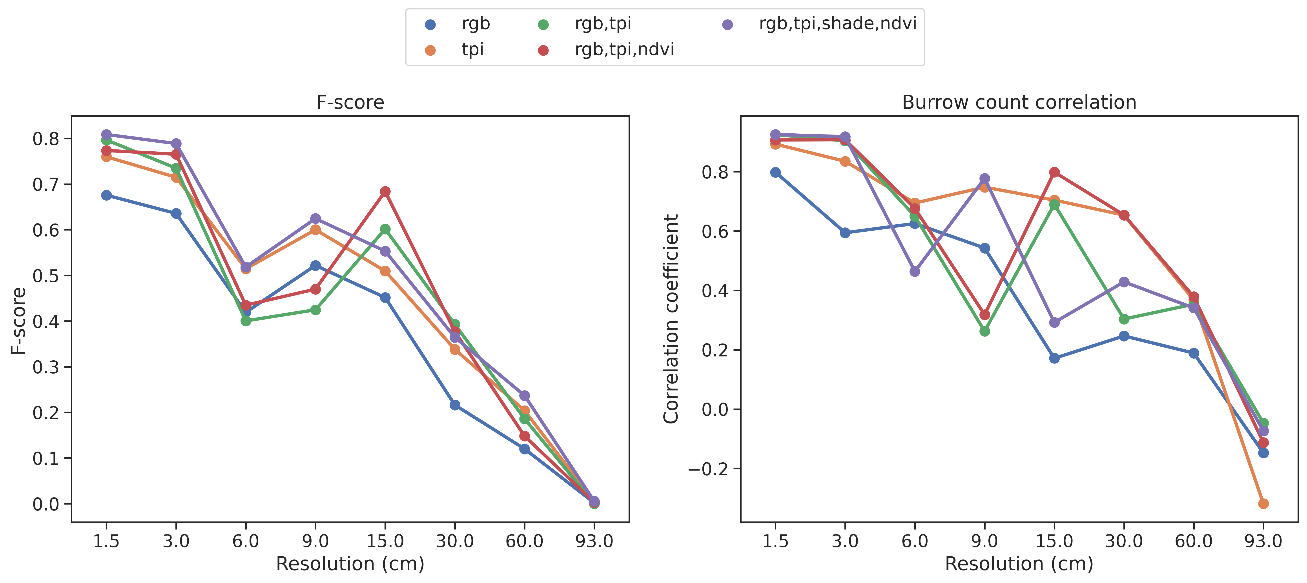 rgb rgb,tpi rgb,tpi,shade,ndvi
tpi rgb,tpi,ndvi
F-score
F-score
0.8
0.7
0.6
0.5
0.4
0.3
0.2
0.1
0.0
1.5 3.0 6.0 9.0 15.0 30.0 60.0 93.0
Resolution (cm)
Burrow count correlation
Correlation coefficient
0.8
0.6
0.4
0.2
0.0
−0.2
1.5 3.0 6.0 9.0 15.0 30.0 60.0 93.0
Resolution (cm)